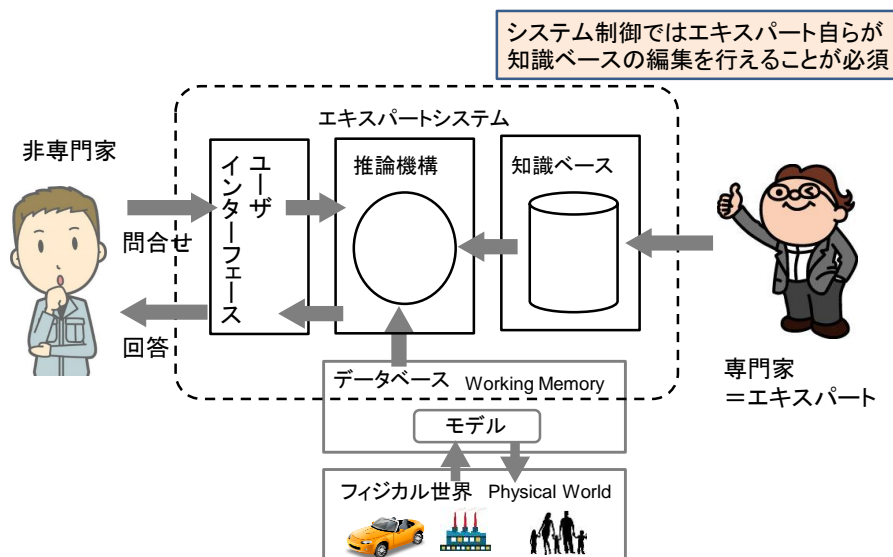 システム制御ではエキスパート自らが
知識ベースの編集を行えることが必須
エキスパートシステム
非専門家
ユーザ
インターフェース
推論機構
知識ベース
問合せ
回答
データベース Working Memory
モデル
フィジカル世界 Physical World
専門家
＝エキスパート